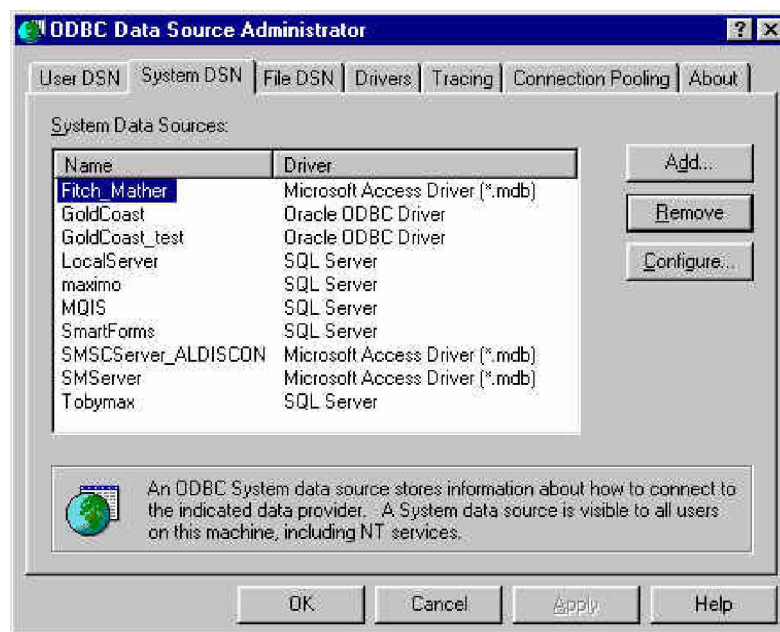 ODBC Data Source Administrator
User DSN System DSN File DSN Drivers Tracing Connection Pooling About
System Data Sources:
Name Driver
Fitch_Mather Microsoft Access Driver (*.mdb)
GoldCoast Oracle ODBC Driver
GoldCoast_test Oracle ODBC Driver
LocalServer SQL Server
maximo SQL Server
MQIS SQL Server
SmartForms SQL Server
SMSCServer_ALDISCON Microsoft Access Driver (*.mdb)
SMServer Microsoft Access Driver (*.mdb)
Tobymax SQL Server
Add...
Remove
Configure...
An ODBC System data source stores information about how to connect to
the indicated data provider. A System data source is visible to all users
on this machine, including NT services.
OK Cancel Apply Help